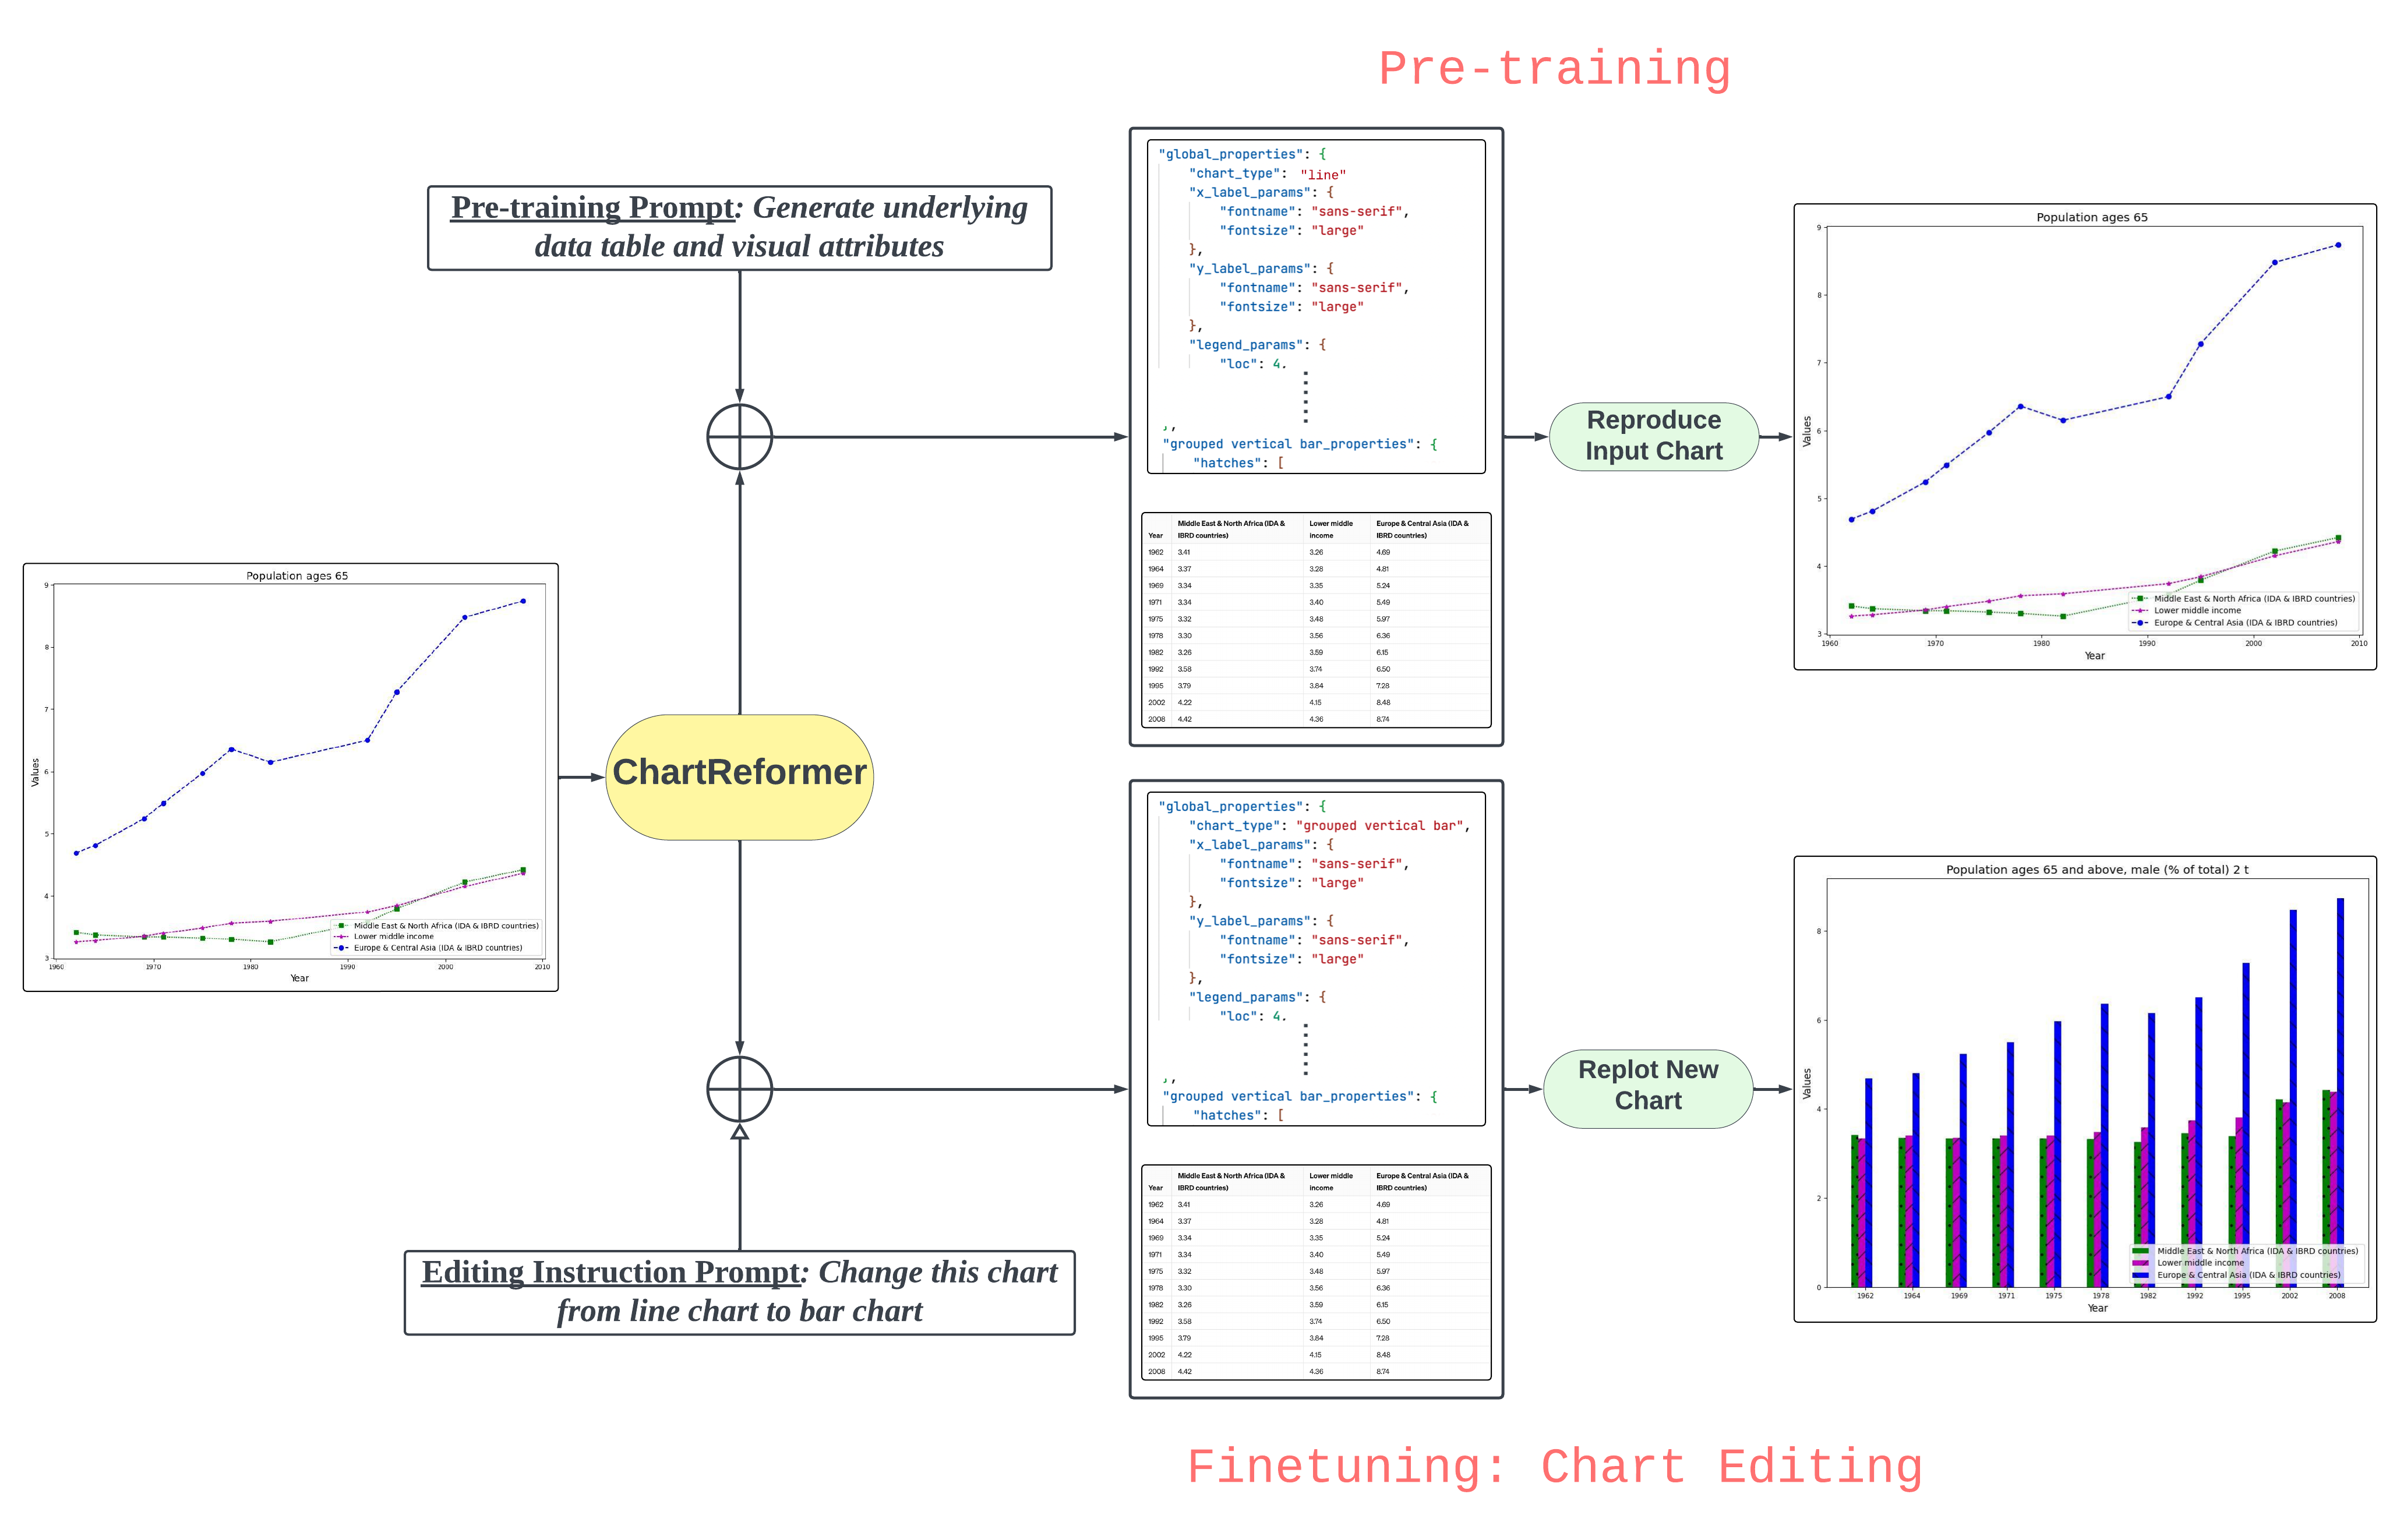 Pre-training
Pre-training Prompt: Generate underlying
data table and visual attributes
"global_properties": {
"chart_type": "line"
"x_label_params": {
"fontname": "sans-serif",
"fontsize": "large"
},
"y_label_params": {
"fontname": "sans-serif",
"fontsize": "large"
},
"legend_params": {
"loc": 4.
},
"grouped vertical bar_properties": {
"hatches": [
Year Middle East & North Africa (IDA & IBRD countries) Lower middle income Europe & Central Asia (IDA & IBRD countries)
1962 3.41 3.26 4.69
1964 3.37 3.28 4.81
1969 3.34 3.35 5.24
1971 3.34 3.40 5.49
1975 3.32 3.48 5.97
1978 3.30 3.56 6.36
1982 3.26 3.59 6.15
1992 3.58 3.74 6.50
1995 3.79 3.84 7.28
2002 4.22 4.15 8.48
2008 4.42 4.36 8.74
Reproduce
Input Chart
Population ages 65
9
8
7
6
5
4
3
Values
Middle East & North Africa (IDA & IBRD countries)
Lower middle income
Europe & Central Asia (IDA & IBRD countries)
1960 1970 1980 1990 2000 2010
Year
Population ages 65
9
8
7
6
5
4
3
Values
Middle East & North Africa (IDA & IBRD countries)
Lower middle income
Europe & Central Asia (IDA & IBRD countries)
1960 1970 1980 1990 2000 2010
Year
ChartReformer
"global_properties": {
"chart_type": "grouped vertical bar",
"x_label_params": {
"fontname": "sans-serif",
"fontsize": "large"
},
"y_label_params": {
"fontname": "sans-serif",
"fontsize": "large"
},
"legend_params": {
"loc": 4.
},
"grouped vertical bar_properties": {
"hatches": [
Year Middle East & North Africa (IDA & IBRD countries) Lower middle income Europe & Central Asia (IDA & IBRD countries)
1962 3.41 3.26 4.69
1964 3.37 3.28 4.81
1969 3.34 3.35 5.24
1971 3.34 3.40 5.49
1975 3.32 3.48 5.97
1978 3.30 3.56 6.36
1982 3.26 3.59 6.15
1992 3.58 3.74 6.50
1995 3.79 3.84 7.28
2002 4.22 4.15 8.48
2008 4.42 4.36 8.74
Replot New
Chart
Population ages 65 and above, male (% of total) 2 t
8
6
4
2
0
Values
Middle East & North Africa (IDA & IBRD countries)
Lower middle income
Europe & Central Asia (IDA & IBRD countries)
1962 1964 1969 1971 1975 1978 1982 1992 1995 2002 2008
Year
Editing Instruction Prompt: Change this chart
from line chart to bar chart
Finetuning: Chart Editing